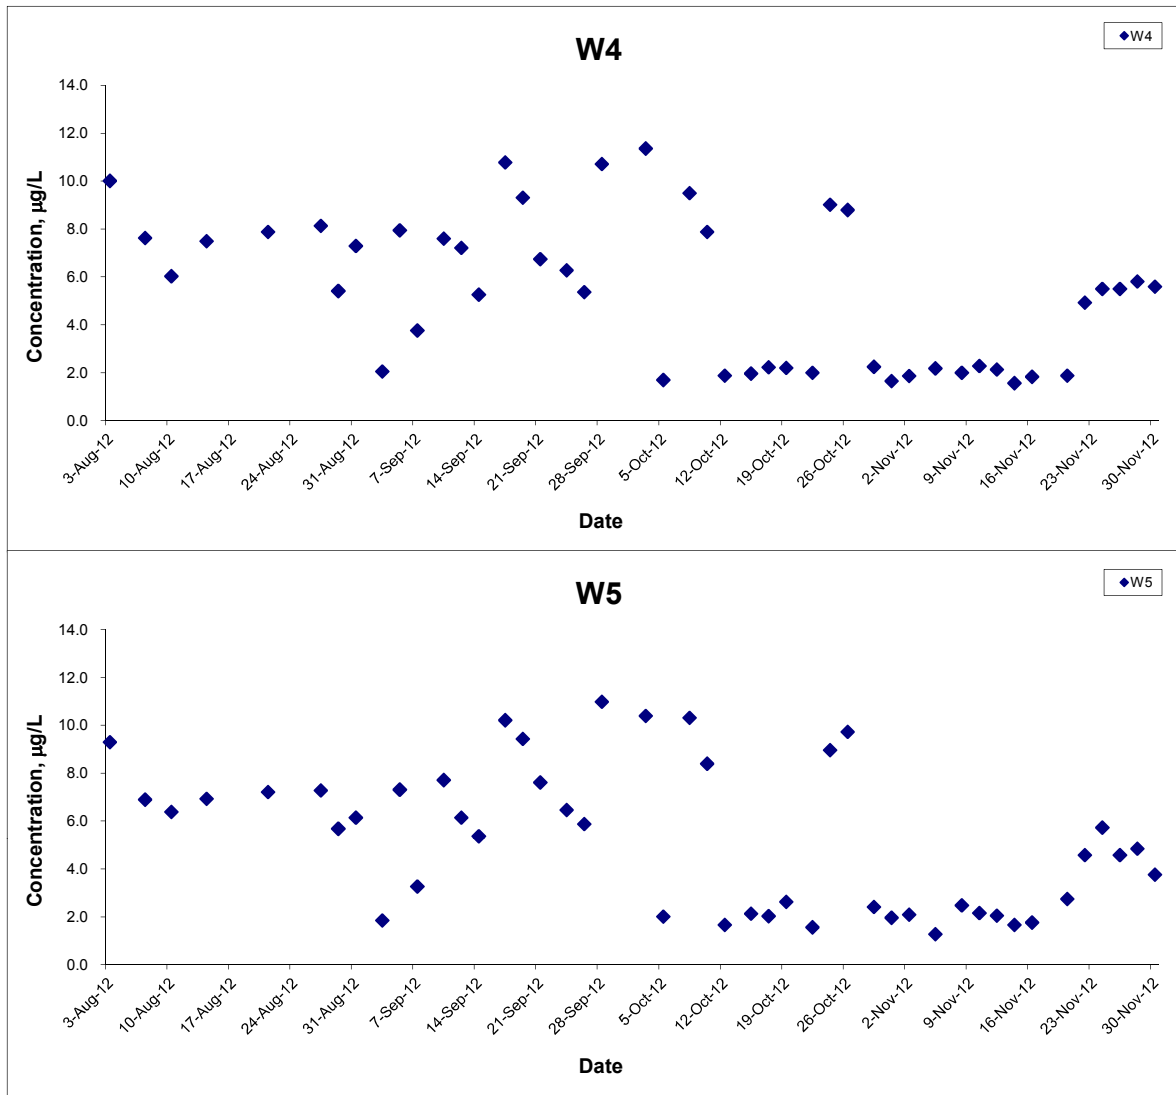 W4
W4
14.0
12.0
10.0
8.0
6.0
4.0
2.0
0.0
Concentration, µg/L
3-Aug-12
10-Aug-12
17-Aug-12
24-Aug-12
31-Aug-12
7-Sep-12
14-Sep-12
21-Sep-12
28-Sep-12
5-Oct-12
12-Oct-12
19-Oct-12
26-Oct-12
2-Nov-12
9-Nov-12
16-Nov-12
23-Nov-12
30-Nov-12
Date
W5
W5
14.0
12.0
10.0
8.0
6.0
4.0
2.0
0.0
Concentration, µg/L
3-Aug-12
10-Aug-12
17-Aug-12
24-Aug-12
31-Aug-12
7-Sep-12
14-Sep-12
21-Sep-12
28-Sep-12
5-Oct-12
12-Oct-12
19-Oct-12
26-Oct-12
2-Nov-12
9-Nov-12
16-Nov-12
23-Nov-12
30-Nov-12
Date